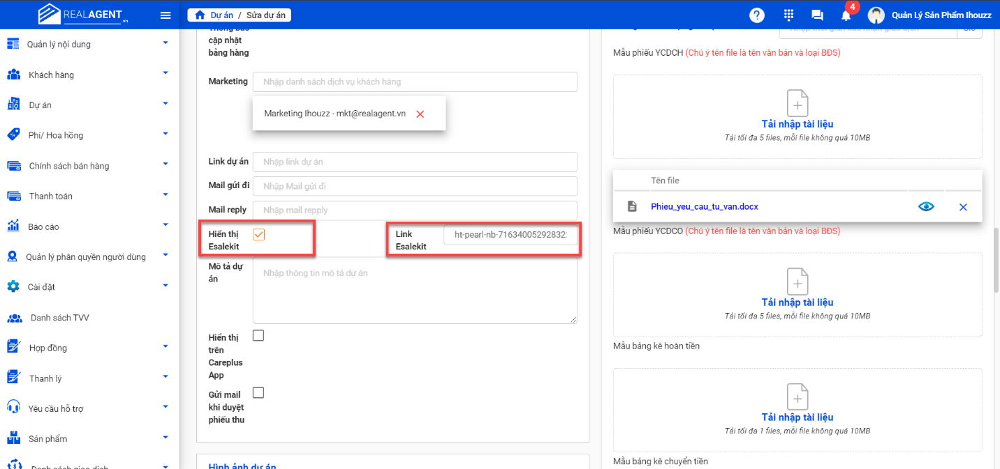 REALAGENT.vn
Dự án / Sửa dự án
4
Quản Lý Sản Phẩm Ihouzz
Quản lý nội dung
Khách hàng
Dự án
Phí/ Hoa hồng
Chính sách bán hàng
Thanh toán
Báo cáo
Quản lý phân quyền người dùng
Cài đặt
Danh sách TVV
Hợp đồng
Thanh lý
Yêu cầu hỗ trợ
Sản phẩm
Danh sách giao dịch
Thông báo
cập nhật
bảng hàng
Marketing
Nhập danh sách dịch vụ khách hàng
Marketing Ihouzz - mkt@realagent.vn
Link dự án
Nhập link dự án
Mail gửi đi
Nhập Mail gửi đi
Mail reply
Nhập mail repply
Hiển thị
Esalekit
Link
Esalekit
ht-pearl-nb-71634005292832
Mô tả dự
án
Nhập thông tin mô tả dự án
Hiển thị
trên
Careplus
App
Gửi mail
khi duyệt
phiếu thu
Hình ảnh dự án
Mẫu phiếu YCDCH (Chú ý tên file là tên văn bản và loại BĐS)
Tải nhập tài liệu
Tải tối đa 5 files, mỗi file không quá 10MB
Tên file
Phieu_yeu_cau_tu_van.docx
Mẫu phiếu YCDCO (Chú ý tên file là tên văn bản và loại BĐS)
Tải nhập tài liệu
Tải tối đa 5 files, mỗi file không quá 10MB
Mẫu bảng kê hoàn tiền
Tải nhập tài liệu
Tải tối đa 1 files, mỗi file không quá 10MB
Mẫu bảng kê chuyển tiền